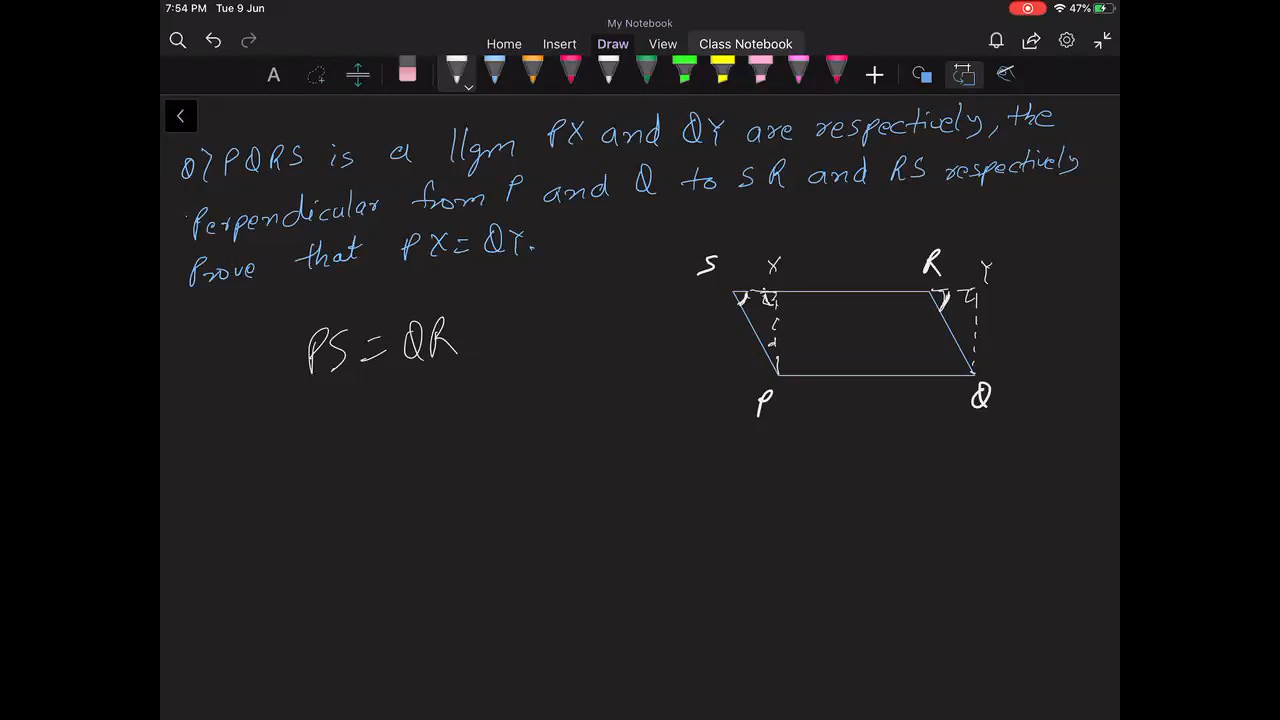 7:54 PM Tue 9 Jun
47%
My Notebook
Home Insert Draw View Class Notebook
A
Q7 PQRS is a llgm PX and QY are respectively, the
Perpendicular from P and Q to SR and RS respectively
Prove that PX = QY.
S X R Y
PS = QR
P Q